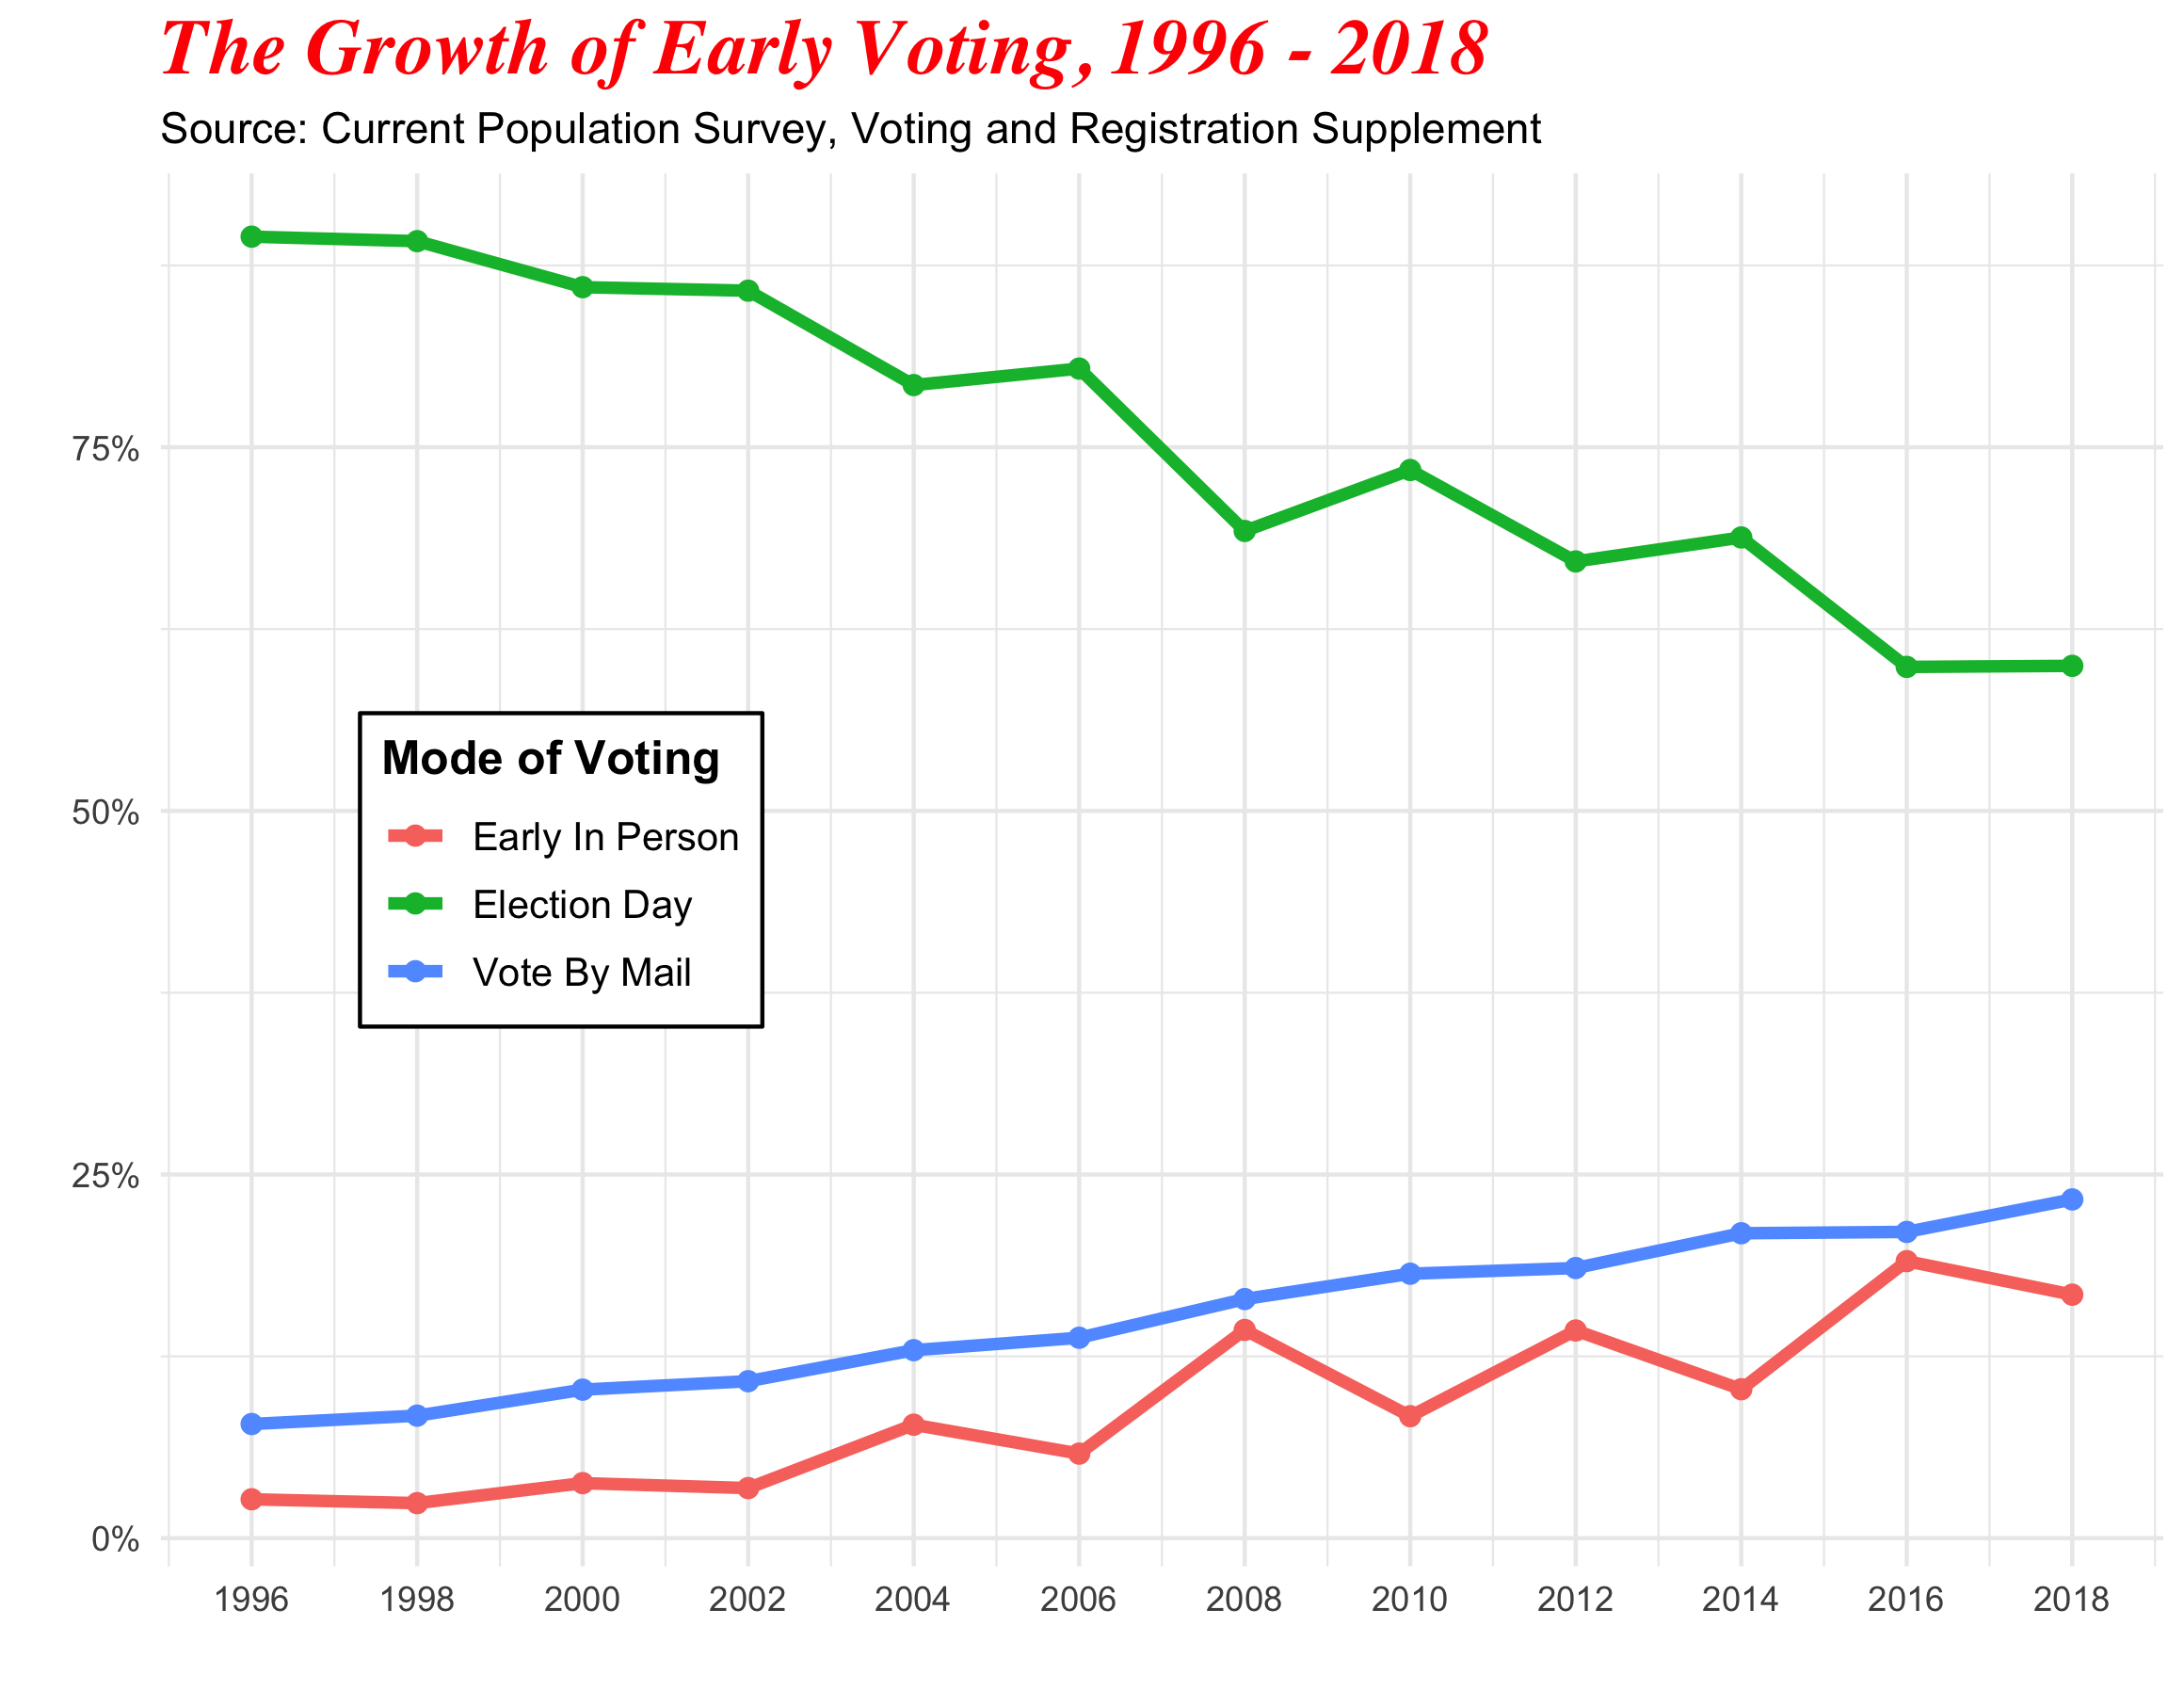 The Growth of Early Voting, 1996 - 2018
Source: Current Population Survey, Voting and Registration Supplement
75%
50%
25%
0%
Mode of Voting
Early In Person
Election Day
Vote By Mail
1996 1998 2000 2002 2004 2006 2008 2010 2012 2014 2016 2018